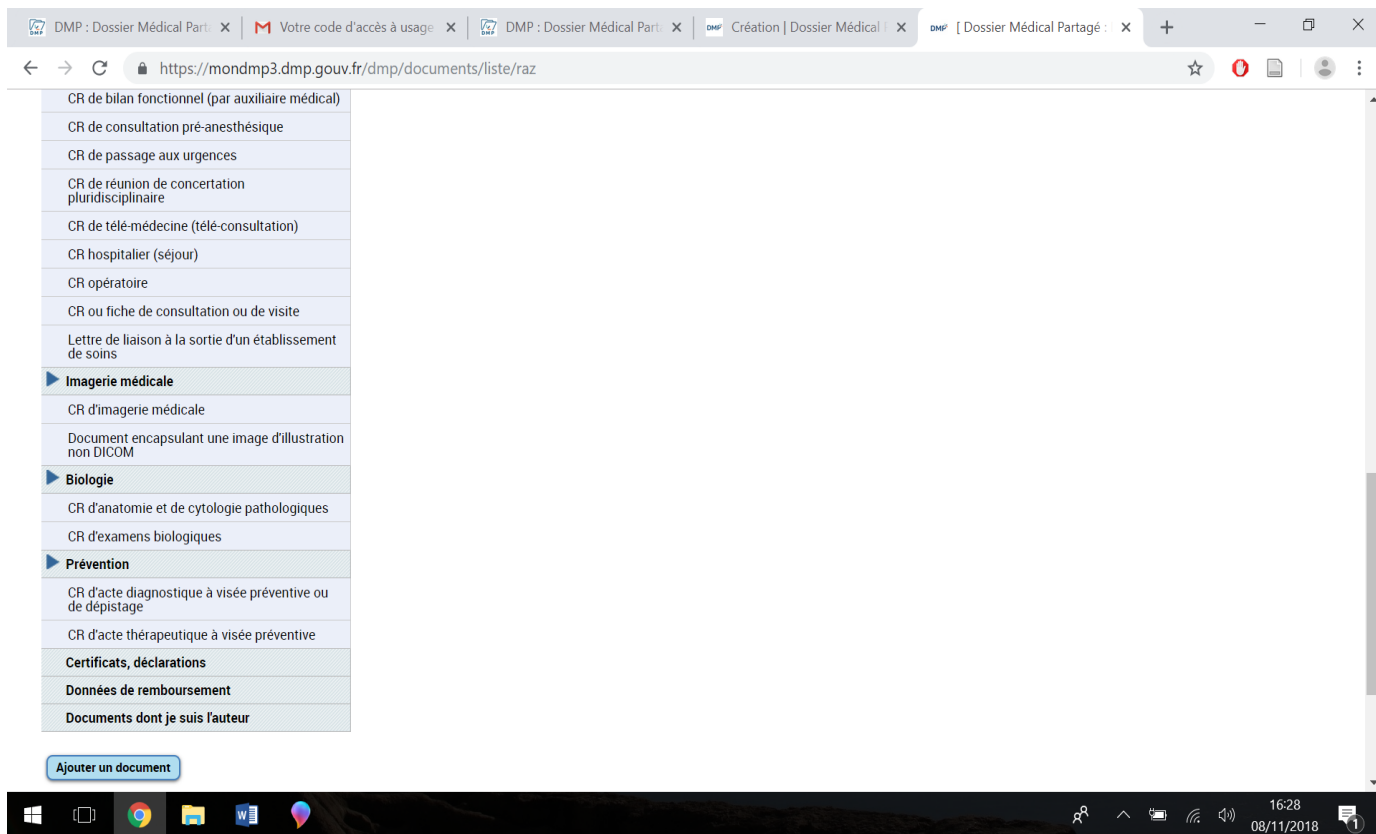 DMP : Dossier Médical Part
Votre code d'accès à usage
DMP : Dossier Médical Part
Création | Dossier Médical P
[ Dossier Médical Partagé :
https://mondmp3.dmp.gouv.fr/dmp/documents/liste/raz
CR de bilan fonctionnel (par auxiliaire médical)
CR de consultation pré-anesthésique
CR de passage aux urgences
CR de réunion de concertation
pluridisciplinaire
CR de télé-médecine (télé-consultation)
CR hospitalier (séjour)
CR opératoire
CR ou fiche de consultation ou de visite
Lettre de liaison à la sortie d'un établissement
de soins
Imagerie médicale
CR d'imagerie médicale
Document encapsulant une image d'illustration
non DICOM
Biologie
CR d'anatomie et de cytologie pathologiques
CR d'examens biologiques
Prévention
CR d'acte diagnostique à visée préventive ou
de dépistage
CR d'acte thérapeutique à visée préventive
Certificats, déclarations
Données de remboursement
Documents dont je suis l'auteur
Ajouter un document
16:28
08/11/2018
1